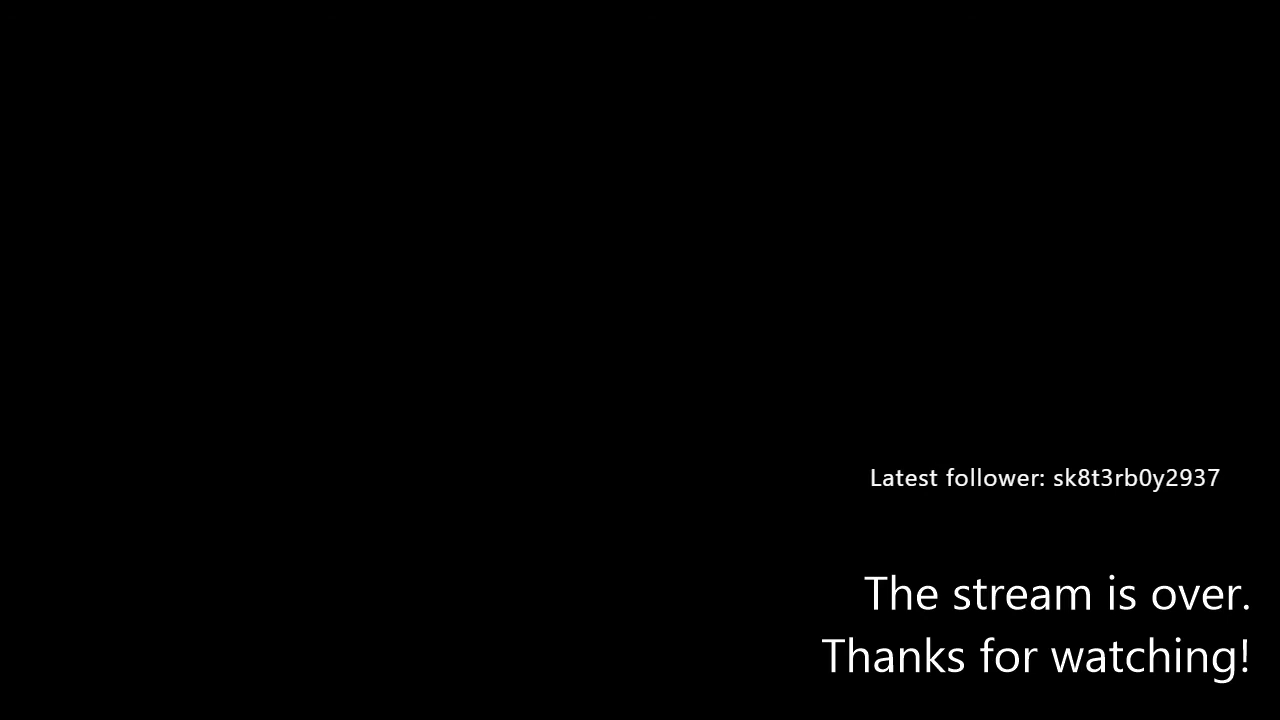 Latest follower: sk8t3rb0y2937
The stream is over.
Thanks for watching!